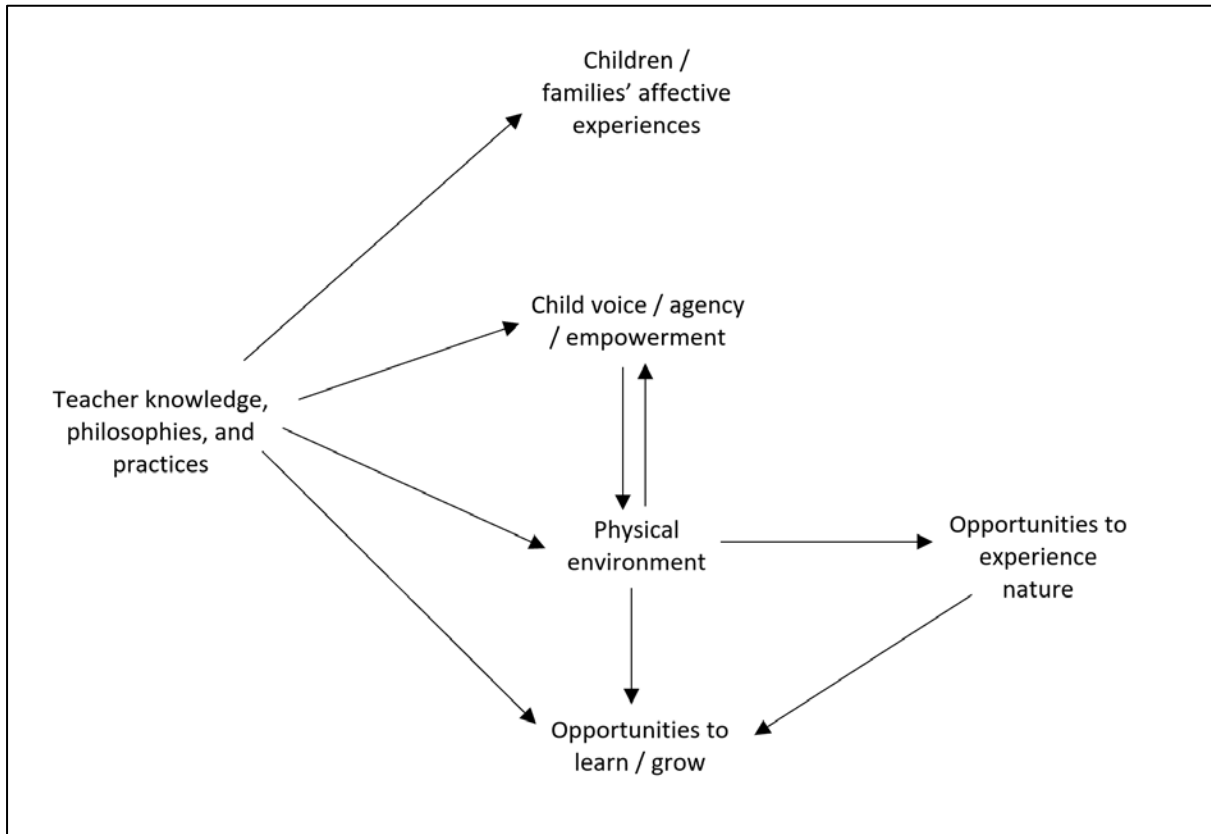 Children /
families’ affective
experiences
Child voice / agency
/ empowerment
Teacher knowledge,
philosophies, and
practices
Physical
environment
Opportunities to
experience
nature
Opportunities to
learn / grow